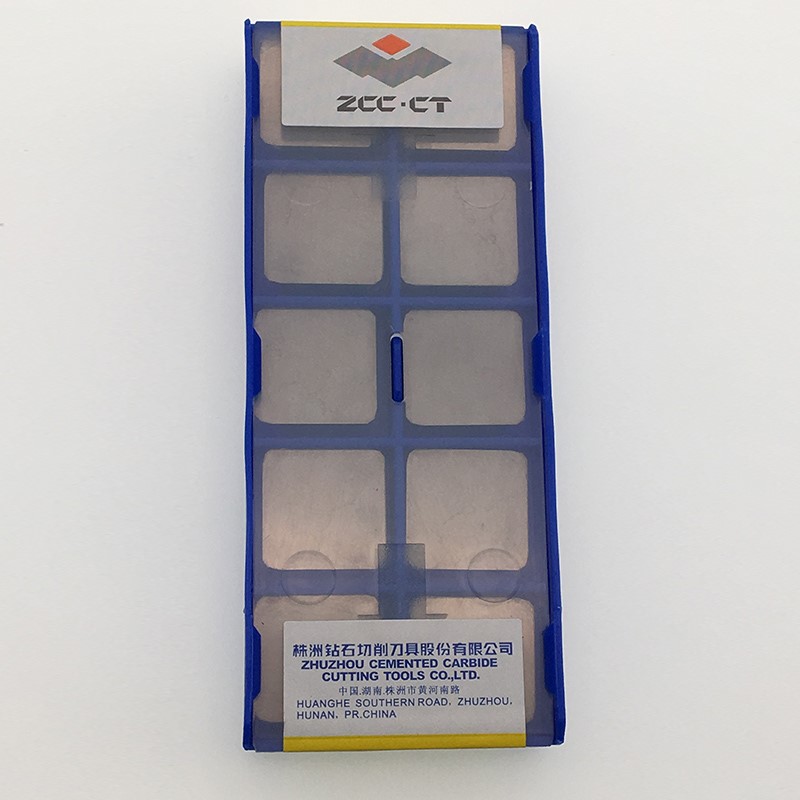 ZCC·CT
株洲钻石切削刀具股份有限公司
ZHUZHOU CEMENTED CARBIDE
CUTTING TOOLS CO.,LTD.
中国.湖南.株洲市黄河南路
HUANGHE SOUTHERN ROAD, ZHUZHOU,
HUNAN, PR.CHINA